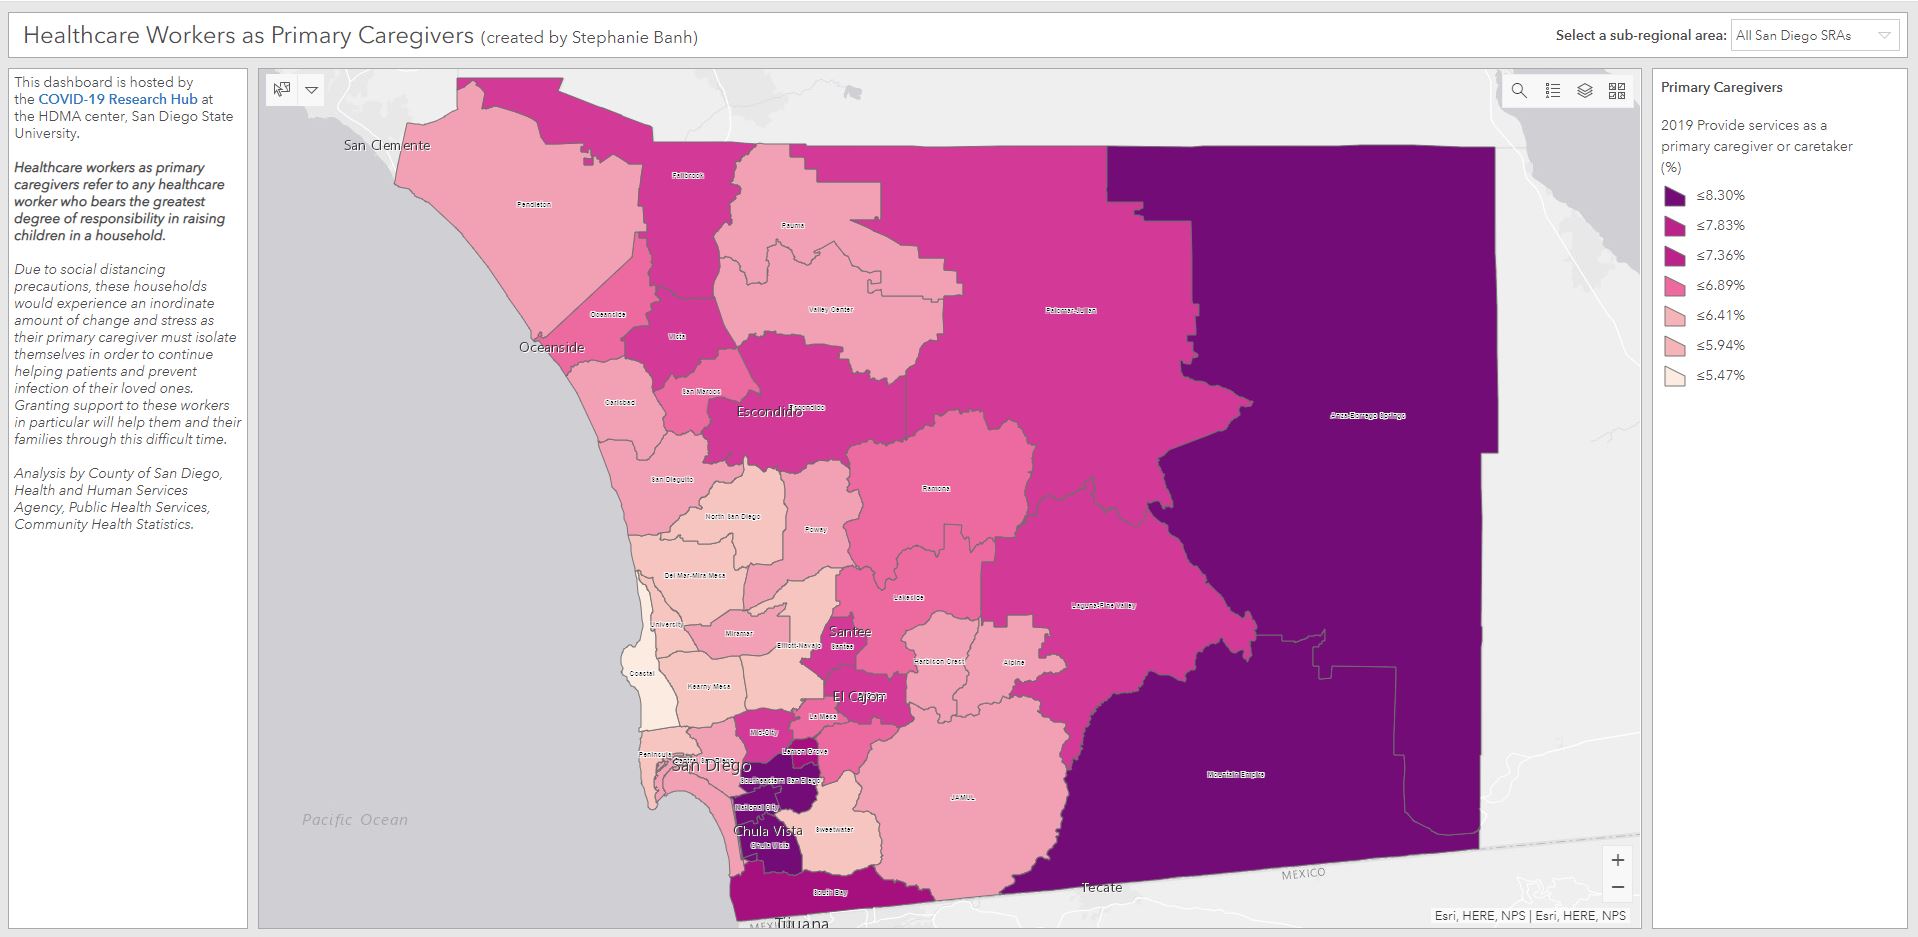 Healthcare Workers as Primary Caregivers (created by Stephanie Banh)
Select a sub-regional area: All San Diego SRAs
This dashboard is hosted by
the COVID-19 Research Hub at
the HDMA center, San Diego State
University.
Healthcare workers as primary
caregivers refer to any healthcare
worker who bears the greatest
degree of responsibility in raising
children in a household.
Due to social distancing
precautions, these households
would experience an inordinate
amount of change and stress as
their primary caregiver must isolate
themselves in order to continue
helping patients and prevent
infection of their loved ones.
Granting support to these workers
in particular will help them and their
families through this difficult time.
Analysis by County of San Diego,
Health and Human Services
Agency, Public Health Services,
Community Health Statistics.
San Clemente
Fallbrook
Pendleton
Pauma
Valley Center
Palomar-Julian
Oceanside
Vista
Oceanside
San Marcos
Carlsbad
Escondido
Escondido
Anza-Borrego Springs
San Dieguito
Ramona
North San Diego
Poway
Del Mar-Mira Mesa
Lakeside
Laguna-Pine Valley
University
Miramar
Santee
Santee
Elliott-Navajo
Harbison Crest
Alpine
Coastal
Kearny Mesa
El Cajon
La Mesa
Mid-City
Lemon Grove
Peninsula
San Diego
Southeastern San Diego
Mountain Empire
JAMUL
National City
Chula Vista
Sweetwater
Chula Vista
Pacific Ocean
South Bay
Tecate
MEXICO
MEXI
Tijuana
+
−
Esri, HERE, NPS | Esri, HERE, NPS
Primary Caregivers
2019 Provide services as a
primary caregiver or caretaker
(%)
≤8.30%
≤7.83%
≤7.36%
≤6.89%
≤6.41%
≤5.94%
≤5.47%